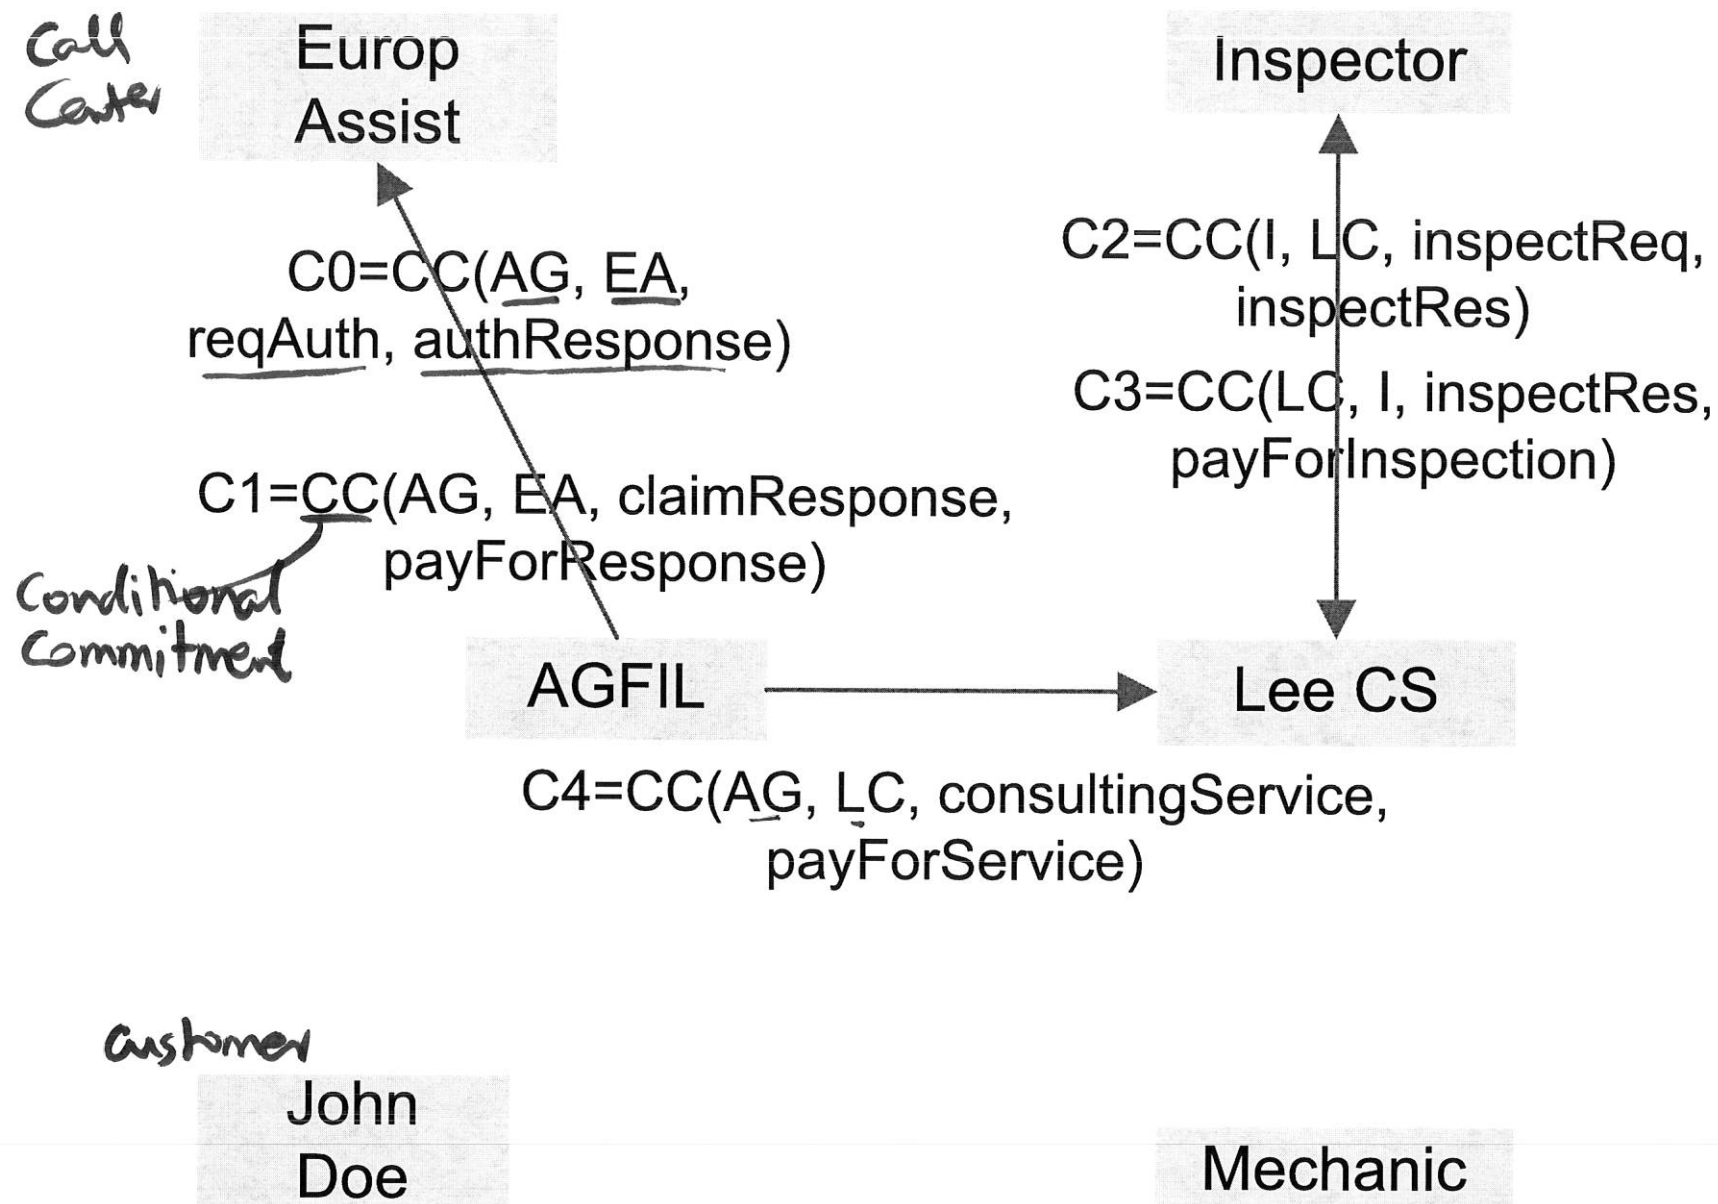 Call
Center
Europ
Assist
Inspector
C0=CC(AG, EA,
reqAuth, authResponse)
C2=CC(I, LC, inspectReq,
inspectRes)
C3=CC(LC, I, inspectRes,
payForInspection)
C1=CC(AG, EA, claimResponse,
payForResponse)
Conditional
Commitment
AGFIL
Lee CS
C4=CC(AG, LC, consultingService,
payForService)
Customer
John
Doe
Mechanic